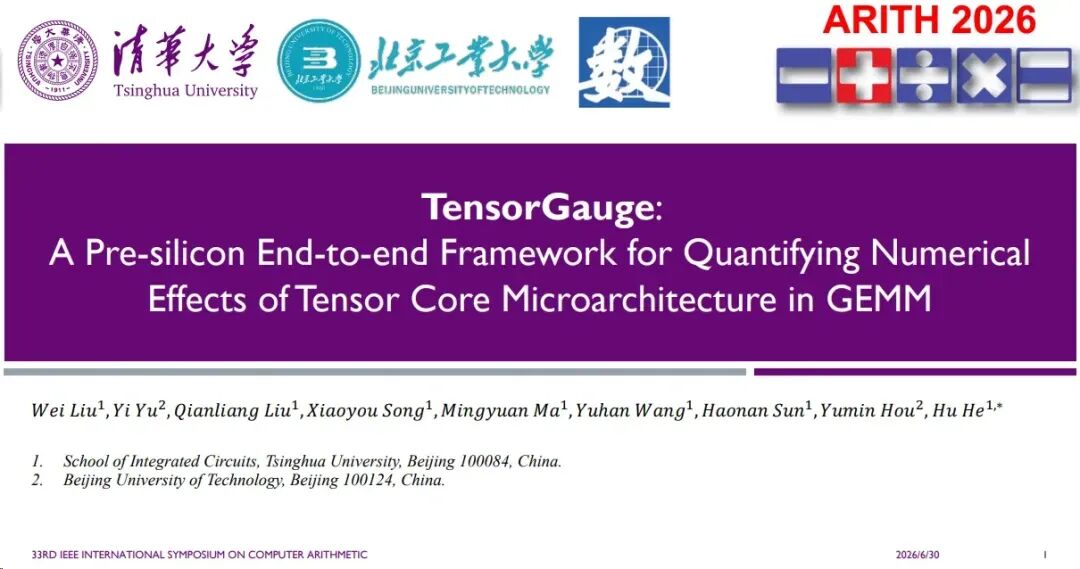 清華大学
Tsinghua University
北京工业大学
BEIJINGUNIVERSITYOFTECHNOLOGY
数
ARITH 2026
TensorGauge:
A Pre-silicon End-to-end Framework for Quantifying Numerical
Effects of Tensor Core Microarchitecture in GEMM
Wei Liu¹, Yi Yu², Qianliang Liu¹, Xiaoyou Song¹, Mingyuan Ma¹, Yuhan Wang¹, Haonan Sun¹, Yumin Hou², Hu He¹,*
1. School of Integrated Circuits, Tsinghua University, Beijing 100084, China.
2. Beijing University of Technology, Beijing 100124, China.
33RD IEEE INTERNATIONAL SYMPOSIUM ON COMPUTER ARITHMETIC
2026/6/30
1